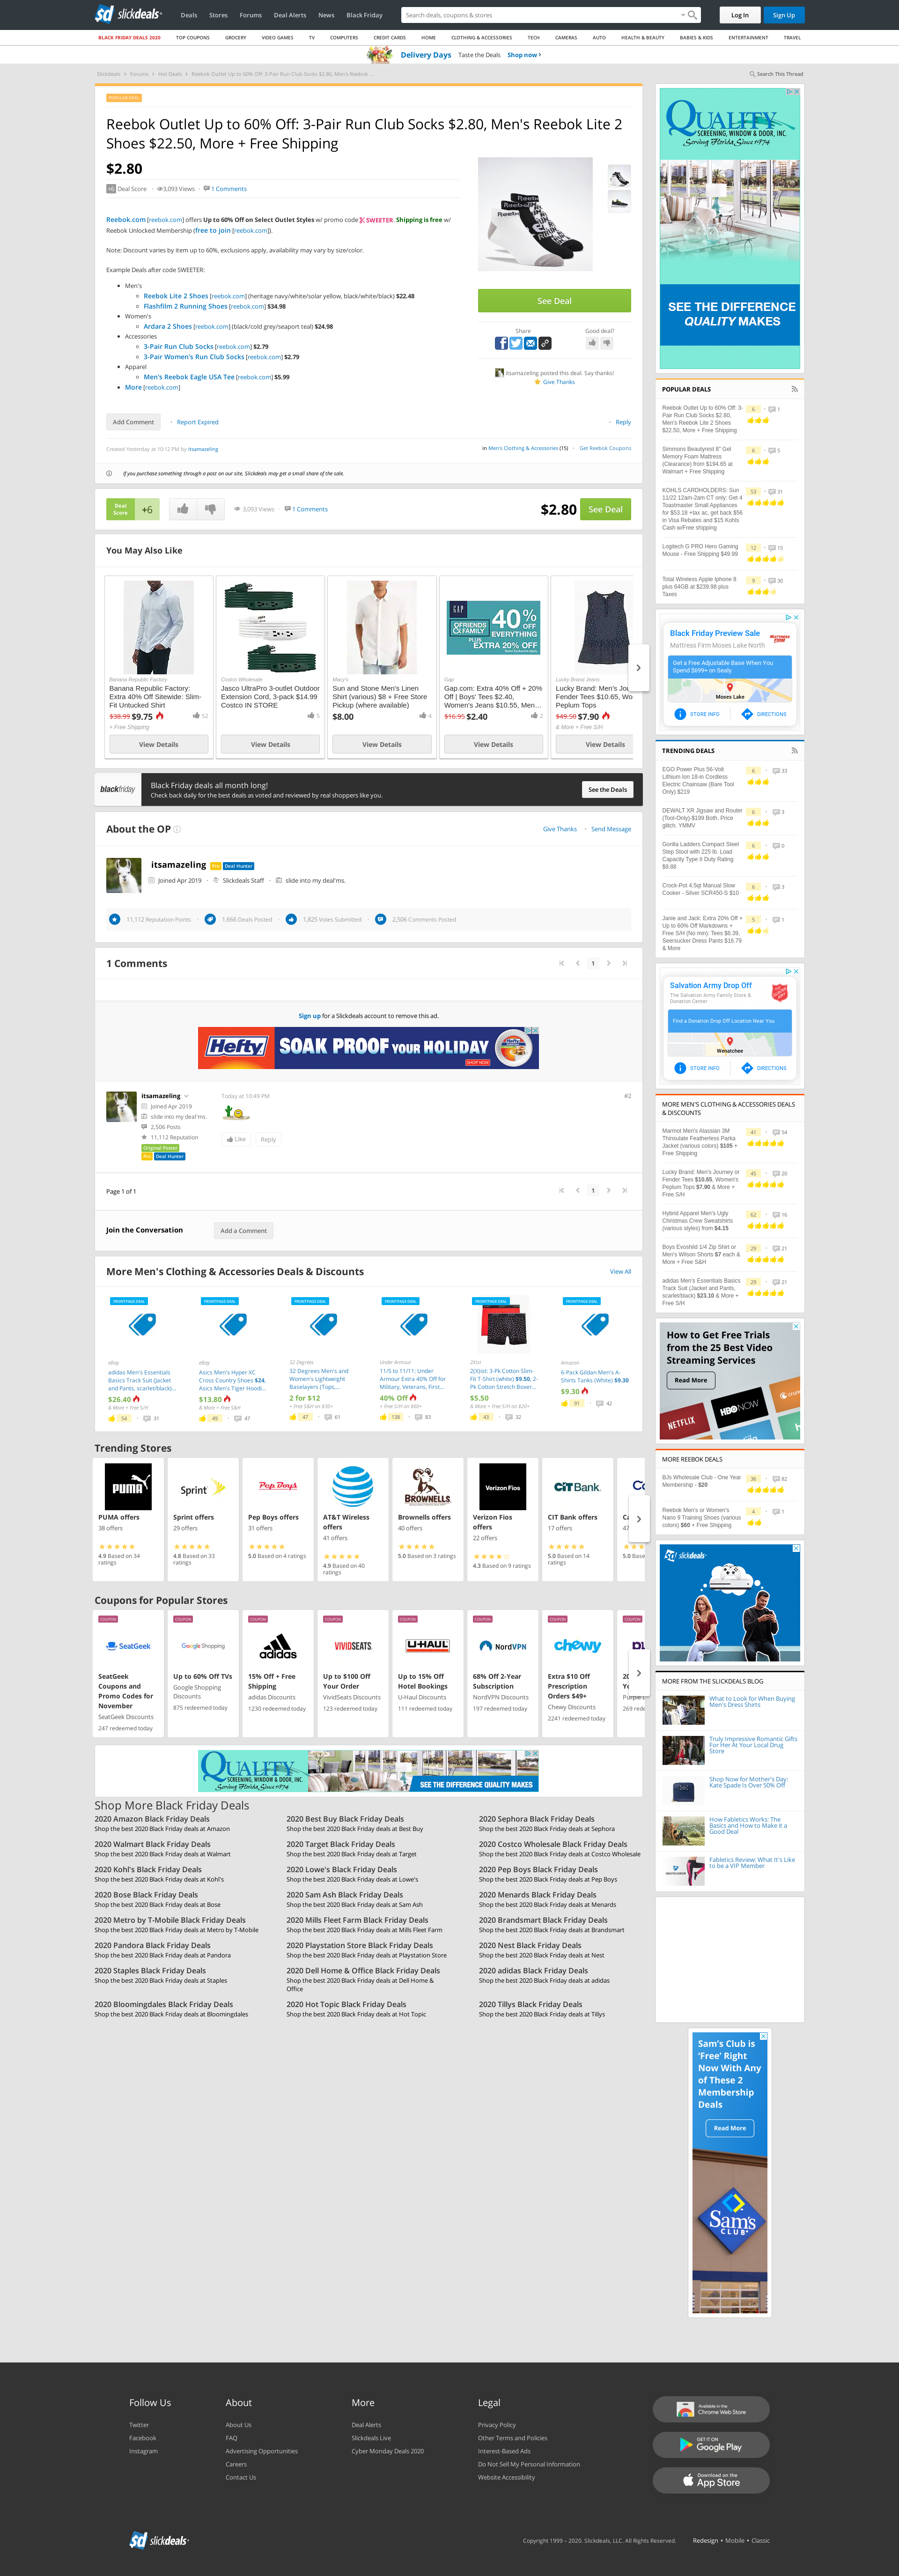 slickdeals
Deals Stores Forums Deal Alerts News Black Friday
Search deals, coupons & stores
Log In Sign Up
BLACK FRIDAY DEALS 2020 TOP COUPONS GROCERY VIDEO GAMES TV COMPUTERS CREDIT CARDS HOME CLOTHING & ACCESSORIES TECH CAMERAS AUTO HEALTH & BEAUTY BABIES & KIDS ENTERTAINMENT TRAVEL
Delivery Days Taste the Deals Shop now
Slickdeals > Forums > Hot Deals > Reebok Outlet Up to 60% Off: 3-Pair Run Club Socks $2.80, Men's Reebok ...
Search This Thread
POPULAR DEAL
Reebok Outlet Up to 60% Off: 3-Pair Run Club Socks $2.80, Men's Reebok Lite 2
Shoes $22.50, More + Free Shipping
$2.80
+6 Deal Score 3,093 Views 1 Comments
Reebok.com [reebok.com] offers Up to 60% Off on Select Outlet Styles w/ promo code SWEETER. Shipping is free w/
Reebok Unlocked Membership (free to join [reebok.com]).
Note: Discount varies by item up to 60%, exclusions apply, availability may vary by size/color.
Example Deals after code SWEETER:
Men's
Reebok Lite 2 Shoes [reebok.com] (heritage navy/white/solar yellow, black/white/black) $22.48
Flashfilm 2 Running Shoes [reebok.com] $34.98
Women's
Ardara 2 Shoes [reebok.com] (black/cold grey/seaport teal) $24.98
Accessories
3-Pair Run Club Socks [reebok.com] $2.79
3-Pair Women's Run Club Socks [reebok.com] $2.79
Apparel
Men's Reebok Eagle USA Tee [reebok.com] $5.99
More [reebok.com]
See Deal
Share Good deal?
itsamazeling posted this deal. Say thanks!
Give Thanks
Add Comment Report Expired Reply
Created Yesterday at 10:12 PM by itsamazeling
in Men's Clothing & Accessories (15) Get Reebok Coupons
If you purchase something through a post on our site, Slickdeals may get a small share of the sale.
Deal
Score
+6
3,093 Views 1 Comments
$2.80 See Deal
You May Also Like
Banana Republic Factory
Banana Republic Factory:
Extra 40% Off Sitewide: Slim-
Fit Untucked Shirt
$38.99 $9.75 52
+ Free Shipping
View Details
Costco Wholesale
Jasco UltraPro 3-outlet Outdoor
Extension Cord, 3-pack $14.99
Costco IN STORE
5
View Details
Macy's
Sun and Stone Men's Linen
Shirt (various) $8 + Free Store
Pickup (where available)
$8.00 4
View Details
GAP
FRIENDS&FAMILY
40% OFF
EVERYTHING
PLUS EXTRA 20% OFF
Gap
Gap.com: Extra 40% Off + 20%
Off | Boys' Tees $2.40,
Women's Jeans $10.55, Men...
$16.95 $2.40 2
View Details
Lucky Brand Jeans
Lucky Brand: Men's Jou
Fender Tees $10.65, Wo
Peplum Tops
$49.50 $7.90
& More + Free S/H
View Details
blackfriday
Black Friday deals all month long!
Check back daily for the best deals as voted and reviewed by real shoppers like you.
See the Deals
About the OP
Give Thanks Send Message
itsamazeling Pro Deal Hunter
Joined Apr 2019 Slickdeals Staff slide into my deal'ms.
11,112 Reputation Points 1,666 Deals Posted 1,825 Votes Submitted 2,506 Comments Posted
1 Comments
1
Sign up for a Slickdeals account to remove this ad.
Hefty SOAK PROOF YOUR HOLIDAY SHOP NOW Hefty
itsamazeling
Joined Apr 2019
slide into my deal'ms.
2,506 Posts
11,112 Reputation
Original Poster
Pro Deal Hunter
Today at 10:49 PM
#2
Like Reply
Page 1 of 1
1
Join the Conversation Add a Comment
More Men's Clothing & Accessories Deals & Discounts
View All
FRONTPAGE DEAL
eBay
adidas Men's Essentials
Basics Track Suit (Jacket
and Pants, scarlet/black)...
$26.40
& More + Free S/H
54 31
FRONTPAGE DEAL
eBay
Asics Men's Hyper XC
Cross Country Shoes $24,
Asics Men's Tiger Hoodi...
$13.80
& More + Free S&H
49 47
FRONTPAGE DEAL
32 Degrees
32 Degrees Men's and
Women's Lightweight
Baselayers (Tops,...
2 for $12
+ Free S&H on $30+
47 61
FRONTPAGE DEAL
Under Armour
11/5 to 11/11: Under
Armour Extra 40% Off for
Military, Veterans, First...
40% Off
+ Free S/H on $60+
138 83
FRONTPAGE DEAL
2Xist
2(X)ist: 3-Pk Cotton Slim-
Fit T-Shirt (white) $9.50, 2-
Pk Cotton Stretch Boxer...
$5.50
& More + Free S/H on $20+
43 32
FRONTPAGE DEAL
Amazon
6-Pack Gildan Men's A-
Shirts Tanks (White) $9.30
$9.30
91 42
Trending Stores
PUMA
PUMA offers
38 offers
4.9 Based on 34
ratings
Sprint
Sprint offers
29 offers
4.8 Based on 33
ratings
Pep Boys
Pep Boys offers
31 offers
5.0 Based on 4 ratings
AT&T Wireless
offers
41 offers
4.9 Based on 40
ratings
BROWNELLS
Brownells offers
40 offers
5.0 Based on 3 ratings
Verizon Fios
Verizon Fios
offers
22 offers
4.3 Based on 9 ratings
CIT BANK
CIT Bank offers
17 offers
5.0 Based on 14
ratings
Ca
47
5.0 Base
Coupons for Popular Stores
COUPON
SeatGeek
SeatGeek
Coupons and
Promo Codes for
November
SeatGeek Discounts
247 redeemed today
COUPON
Google Shopping
Up to 60% Off TVs
Google Shopping
Discounts
875 redeemed today
COUPON
adidas
15% Off + Free
Shipping
adidas Discounts
1230 redeemed today
COUPON
VIVIDSEATS
Up to $100 Off
Your Order
VividSeats Discounts
123 redeemed today
COUPON
U-HAUL
Up to 15% Off
Hotel Bookings
U-Haul Discounts
111 redeemed today
COUPON
NordVPN
68% Off 2-Year
Subscription
NordVPN Discounts
197 redeemed today
COUPON
chewy
Extra $10 Off
Prescription
Orders $49+
Chewy Discounts
2241 redeemed today
COUPON
20
Yo
Purple
269 rede
QUALITY
SCREENING, WINDOW & DOOR, INC.
Serving Florida Since 1974
SEE THE DIFFERENCE QUALITY MAKES
Shop More Black Friday Deals
2020 Amazon Black Friday Deals
Shop the best 2020 Black Friday deals at Amazon
2020 Best Buy Black Friday Deals
Shop the best 2020 Black Friday deals at Best Buy
2020 Sephora Black Friday Deals
Shop the best 2020 Black Friday deals at Sephora
2020 Walmart Black Friday Deals
Shop the best 2020 Black Friday deals at Walmart
2020 Target Black Friday Deals
Shop the best 2020 Black Friday deals at Target
2020 Costco Wholesale Black Friday Deals
Shop the best 2020 Black Friday deals at Costco Wholesale
2020 Kohl's Black Friday Deals
Shop the best 2020 Black Friday deals at Kohl's
2020 Lowe's Black Friday Deals
Shop the best 2020 Black Friday deals at Lowe's
2020 Pep Boys Black Friday Deals
Shop the best 2020 Black Friday deals at Pep Boys
2020 Bose Black Friday Deals
Shop the best 2020 Black Friday deals at Bose
2020 Sam Ash Black Friday Deals
Shop the best 2020 Black Friday deals at Sam Ash
2020 Menards Black Friday Deals
Shop the best 2020 Black Friday deals at Menards
2020 Metro by T-Mobile Black Friday Deals
Shop the best 2020 Black Friday deals at Metro by T-Mobile
2020 Mills Fleet Farm Black Friday Deals
Shop the best 2020 Black Friday deals at Mills Fleet Farm
2020 Brandsmart Black Friday Deals
Shop the best 2020 Black Friday deals at Brandsmart
2020 Pandora Black Friday Deals
Shop the best 2020 Black Friday deals at Pandora
2020 Playstation Store Black Friday Deals
Shop the best 2020 Black Friday deals at Playstation Store
2020 Nest Black Friday Deals
Shop the best 2020 Black Friday deals at Nest
2020 Staples Black Friday Deals
Shop the best 2020 Black Friday deals at Staples
2020 Dell Home & Office Black Friday Deals
Shop the best 2020 Black Friday deals at Dell Home &
Office
2020 adidas Black Friday Deals
Shop the best 2020 Black Friday deals at adidas
2020 Bloomingdales Black Friday Deals
Shop the best 2020 Black Friday deals at Bloomingdales
2020 Hot Topic Black Friday Deals
Shop the best 2020 Black Friday deals at Hot Topic
2020 Tillys Black Friday Deals
Shop the best 2020 Black Friday deals at Tillys
QUALITY
SCREENING, WINDOW & DOOR, INC.
Serving Florida Since 1974
SEE THE DIFFERENCE
QUALITY MAKES
POPULAR DEALS
Reebok Outlet Up to 60% Off: 3-
Pair Run Club Socks $2.80,
Men's Reebok Lite 2 Shoes
$22.50, More + Free Shipping
6 1
Simmons Beautyrest 8" Gel
Memory Foam Mattress
(Clearance) from $194.65 at
Walmart + Free Shipping
6 5
KOHLS CARDHOLDERS: Sun
11/22 12am-2am CT only: Get 4
Toastmaster Small Appliances
for $53.18 +tax ac, get back $56
in Visa Rebates and $15 Kohls
Cash w/Free shipping
53 31
Logitech G PRO Hero Gaming
Mouse - Free Shipping $49.99
12 15
Total Wireless Apple Iphone 8
plus 64GB at $239.98 plus
Taxes
9 30
Black Friday Preview Sale
Mattress Firm Moses Lake North
Get a Free Adjustable Base When You
Spend $699+ on Sealy.
Moses Lake
STORE INFO DIRECTIONS
TRENDING DEALS
EGO Power Plus 56-Volt
Lithium Ion 18-in Cordless
Electric Chainsaw (Bare Tool
Only) $219
6 33
DEWALT XR Jigsaw and Router
(Tool-Only)-$199 Both. Price
glitch. YMMV
6 3
Gorilla Ladders Compact Steel
Step Stool with 225 lb. Load
Capacity Type II Duty Rating
$9.88
6 0
Crock-Pot 4.5qt Manual Slow
Cooker - Silver SCR450-S $10
6 3
Janie and Jack: Extra 20% Off +
Up to 60% Off Markdowns +
Free S/H (No min): Tees $6.39,
Seersucker Dress Pants $16.79
& More
5 1
Salvation Army Drop Off
The Salvation Army Family Store &
Donation Center
Find a Donation Drop Off Location Near You
Wenatchee
STORE INFO DIRECTIONS
MORE MEN'S CLOTHING & ACCESSORIES DEALS
& DISCOUNTS
Marmot Men's Alassian 3M
Thinsulate Featherless Parka
Jacket (various colors) $105 +
Free Shipping
41 54
Lucky Brand: Men's Journey or
Fender Tees $10.65, Women's
Peplum Tops $7.90 & More +
Free S/H
45 20
Hybrid Apparel Men's Ugly
Christmas Crew Sweatshirts
(various styles) from $4.15
62 16
Boys Evoshild 1/4 Zip Shirt or
Men's Wilson Shorts $7 each &
More + Free S&H
29 21
adidas Men's Essentials Basics
Track Suit (Jacket and Pants,
scarlet/black) $23.10 & More +
Free S/H
28 21
How to Get Free Trials
from the 25 Best Video
Streaming Services
Read More
NETFLIX HBO NOW
MORE REEBOK DEALS
BJs Wholesale Club - One Year
Membership - $20
36 82
Reebok Men's or Women's
Nano 9 Training Shoes (various
colors) $60 + Free Shipping
4 1
slickdeals
MORE FROM THE SLICKDEALS BLOG
What to Look for When Buying
Men's Dress Shirts
Truly Impressive Romantic Gifts
For Her At Your Local Drug
Store
Shop Now for Mother's Day:
Kate Spade Is Over 50% Off
How Fabletics Works: The
Basics and How to Make it a
Good Deal
Fabletics Review: What It's Like
to be a VIP Member
Sam's Club is
'Free' Right
Now With Any
of These 2
Membership
Deals
Read More
Sam's
CLUB
Follow Us About More Legal
Twitter
Facebook
Instagram
About Us
FAQ
Advertising Opportunities
Careers
Contact Us
Deal Alerts
Slickdeals Live
Cyber Monday Deals 2020
Privacy Policy
Other Terms and Policies
Interest-Based Ads
Do Not Sell My Personal Information
Website Accessibility
Available in the
Chrome Web Store
GET IT ON
Google Play
Download on the
App Store
slickdeals
Copyright 1999 – 2020. Slickdeals, LLC. All Rights Reserved. Redesign • Mobile • Classic